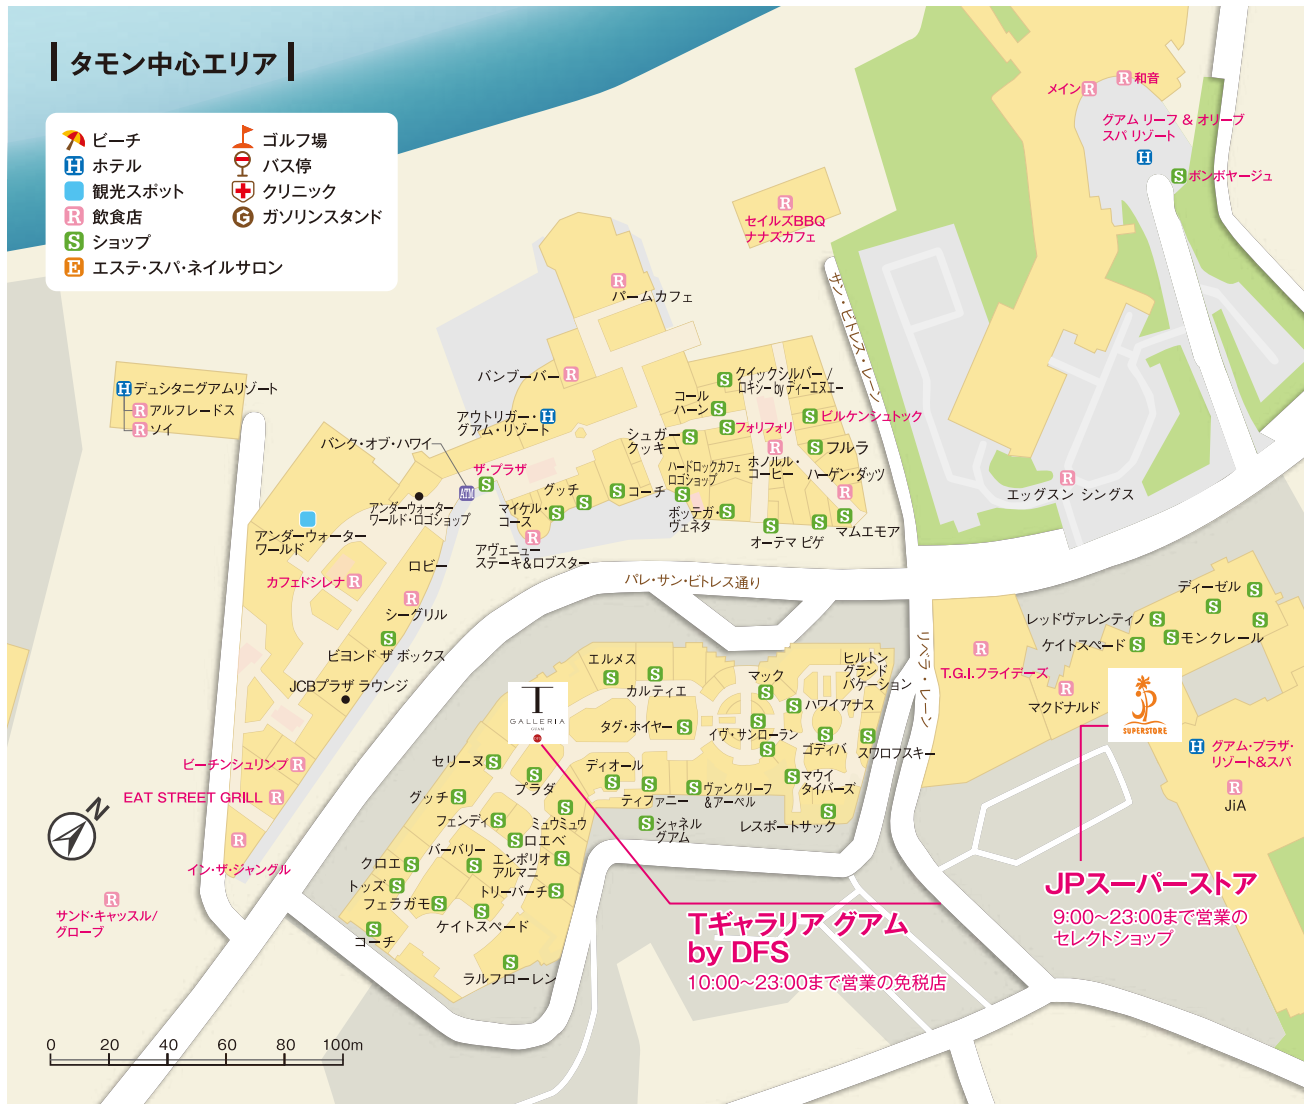 タモン中心エリア
ビーチ
ホテル
観光スポット
飲食店
ショップ
エステ・スパ・ネイルサロン
ゴルフ場
バス停
クリニック
ガソリンスタンド
H
R
S
E
G
メイン
和音
グアム リーフ & オリーブ
スパ リゾート
ボンボヤージュ
セイルズBBQ
ナナズカフェ
サン・ビトレス・レーン
パームカフェ
バンブーバー
アウトリガー・
グアム・リゾート
デュシタニグアムリゾート
アルフレードス
ソイ
バンク・オブ・ハワイ
ATM
ザ・プラザ
アンダーウォーター
ワールド・ロゴショップ
アンダーウォーター
ワールド
クイックシルバー /
ロキシー by ディーエヌエー
コール
ハーン
フォリフォリ
ビルケンシュトック
シュガー
クッキー
フルラ
ハードロックカフェ
ロゴショップ
ホノルル・
コーヒー
ハーゲン・ダッツ
グッチ
コーチ
マイケル・
コース
ボッテガ・
ヴェネタ
オーテマ ピゲ
マムエモア
アヴェニュー
ステーキ&ロブスター
エッグスン シングス
ロビー
カフェドシレナ
シーグリル
ビヨンド ザ ボックス
JCBプラザ ラウンジ
パレ・サン・ビトレス通り
リベラ・レーン
ディーゼル
レッドヴァレンティノ
ケイトスペード
モンクレール
T.G.I.フライデーズ
マクドナルド
JP
SUPERSTORE
グアム・プラザ・
リゾート&スパ
JiA
エルメス
カルティエ
マック
ヒルトン
グランド
バケーション
ハワイアナス
タグ・ホイヤー
イヴ・サンローラン
ゴディバ
スワロフスキー
T
GALLERIA
ディオール
ティファニー
ヴァンクリーフ
&アーペル
マウイ
タイバーズ
シャネル
グアム
レスポートサック
セリーヌ
プラダ
グッチ
フェンディ
ミュウミュウ
ロエベ
バーバリー
エンポリオ
アルマニ
クロエ
トッズ
トリーバーチ
フェラガモ
ケイトスペード
コーチ
ラルフローレン
ビーチンシュリンプ
EAT STREET GRILL
イン・ザ・ジャングル
サンド・キャッスル/
グローブ
N
Tギャラリア グアム
by DFS
10:00~23:00まで営業の免税店
JPスーパーストア
9:00~23:00まで営業の
セレクトショップ
0 20 40 60 80 100m